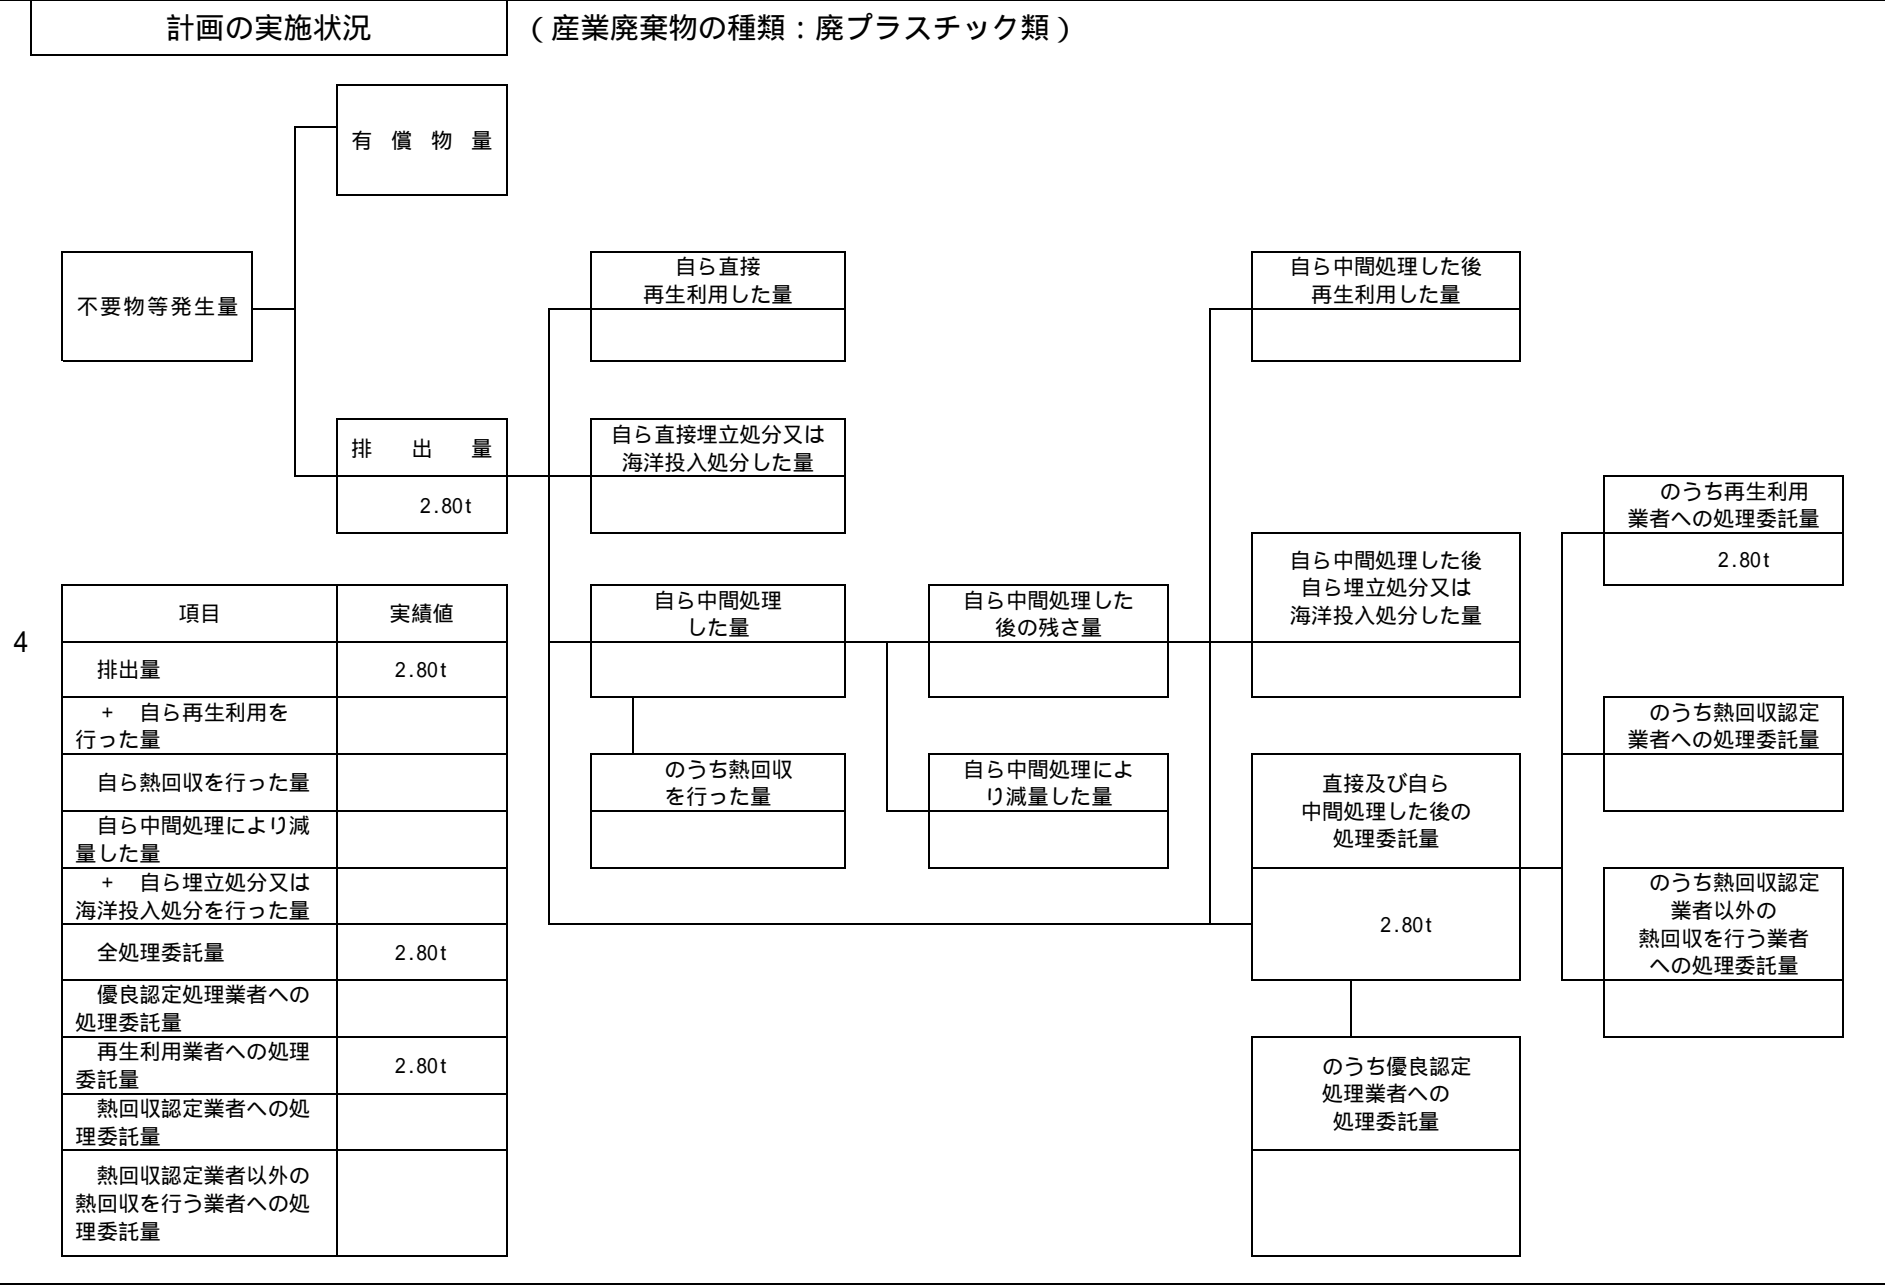 計画の実施状況
(産業廃棄物の種類:廃プラスチック類)
有償物量
不要物等発生量
排出量
2.80t
自ら直接
再生利用した量
自ら直接埋立処分又は
海洋投入処分した量
自ら中間処理
した量
のうち熱回収
を行った量
自ら中間処理した
後の残さ量
自ら中間処理によ
り減量した量
自ら中間処理した後
再生利用した量
自ら中間処理した後
自ら埋立処分又は
海洋投入処分した量
直接及び自ら
中間処理した後の
処理委託量
2.80t
のうち優良認定
処理業者への
処理委託量
のうち再生利用
業者への処理委託量
2.80t
のうち熱回収認定
業者への処理委託量
のうち熱回収認定
業者以外の
熱回収を行う業者
への処理委託量
4
項目 実績値
排出量 2.80t
+ 自ら再生利用を
行った量
自ら熱回収を行った量
自ら中間処理により減
量した量
+ 自ら埋立処分又は
海洋投入処分を行った量
全処理委託量 2.80t
優良認定処理業者への
処理委託量
再生利用業者への処理
委託量 2.80t
熱回収認定業者への処
理委託量
熱回収認定業者以外の
熱回収を行う業者への処
理委託量